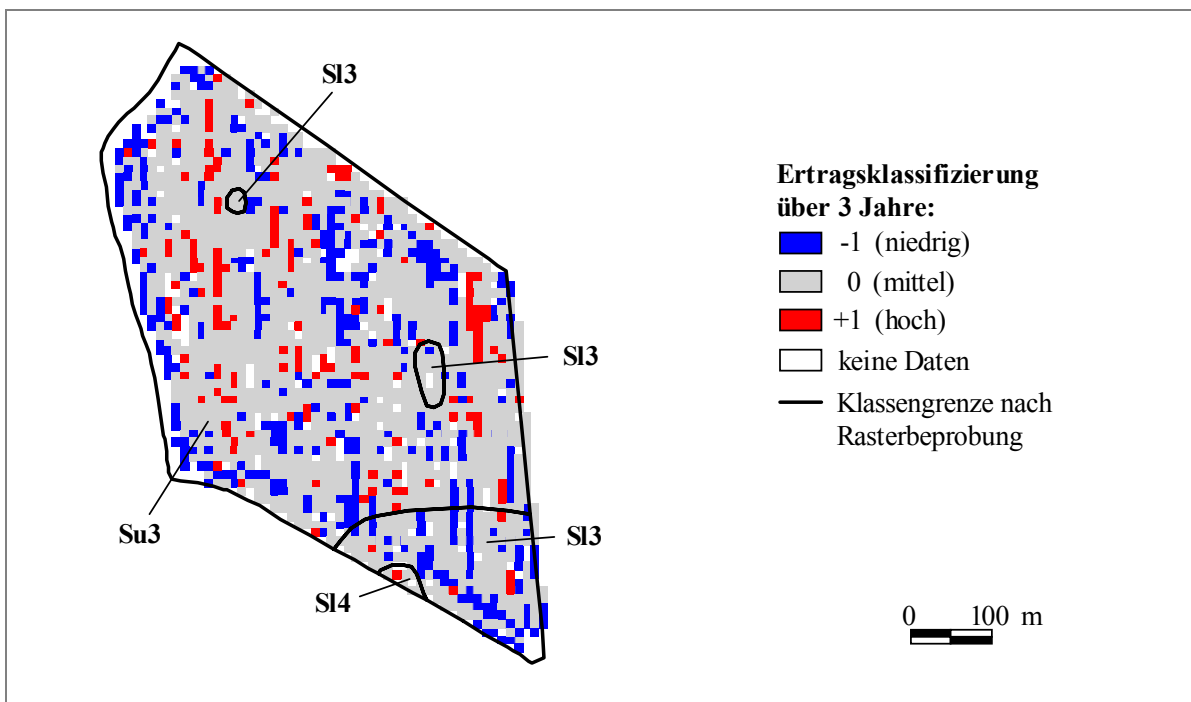 Sl3
Sl3
Su3
Sl3
Sl4
Ertragsklassifizierung
über 3 Jahre:
-1 (niedrig)
0 (mittel)
+1 (hoch)
keine Daten
Klassengrenze nach
Rasterbeprobung
0 100 m